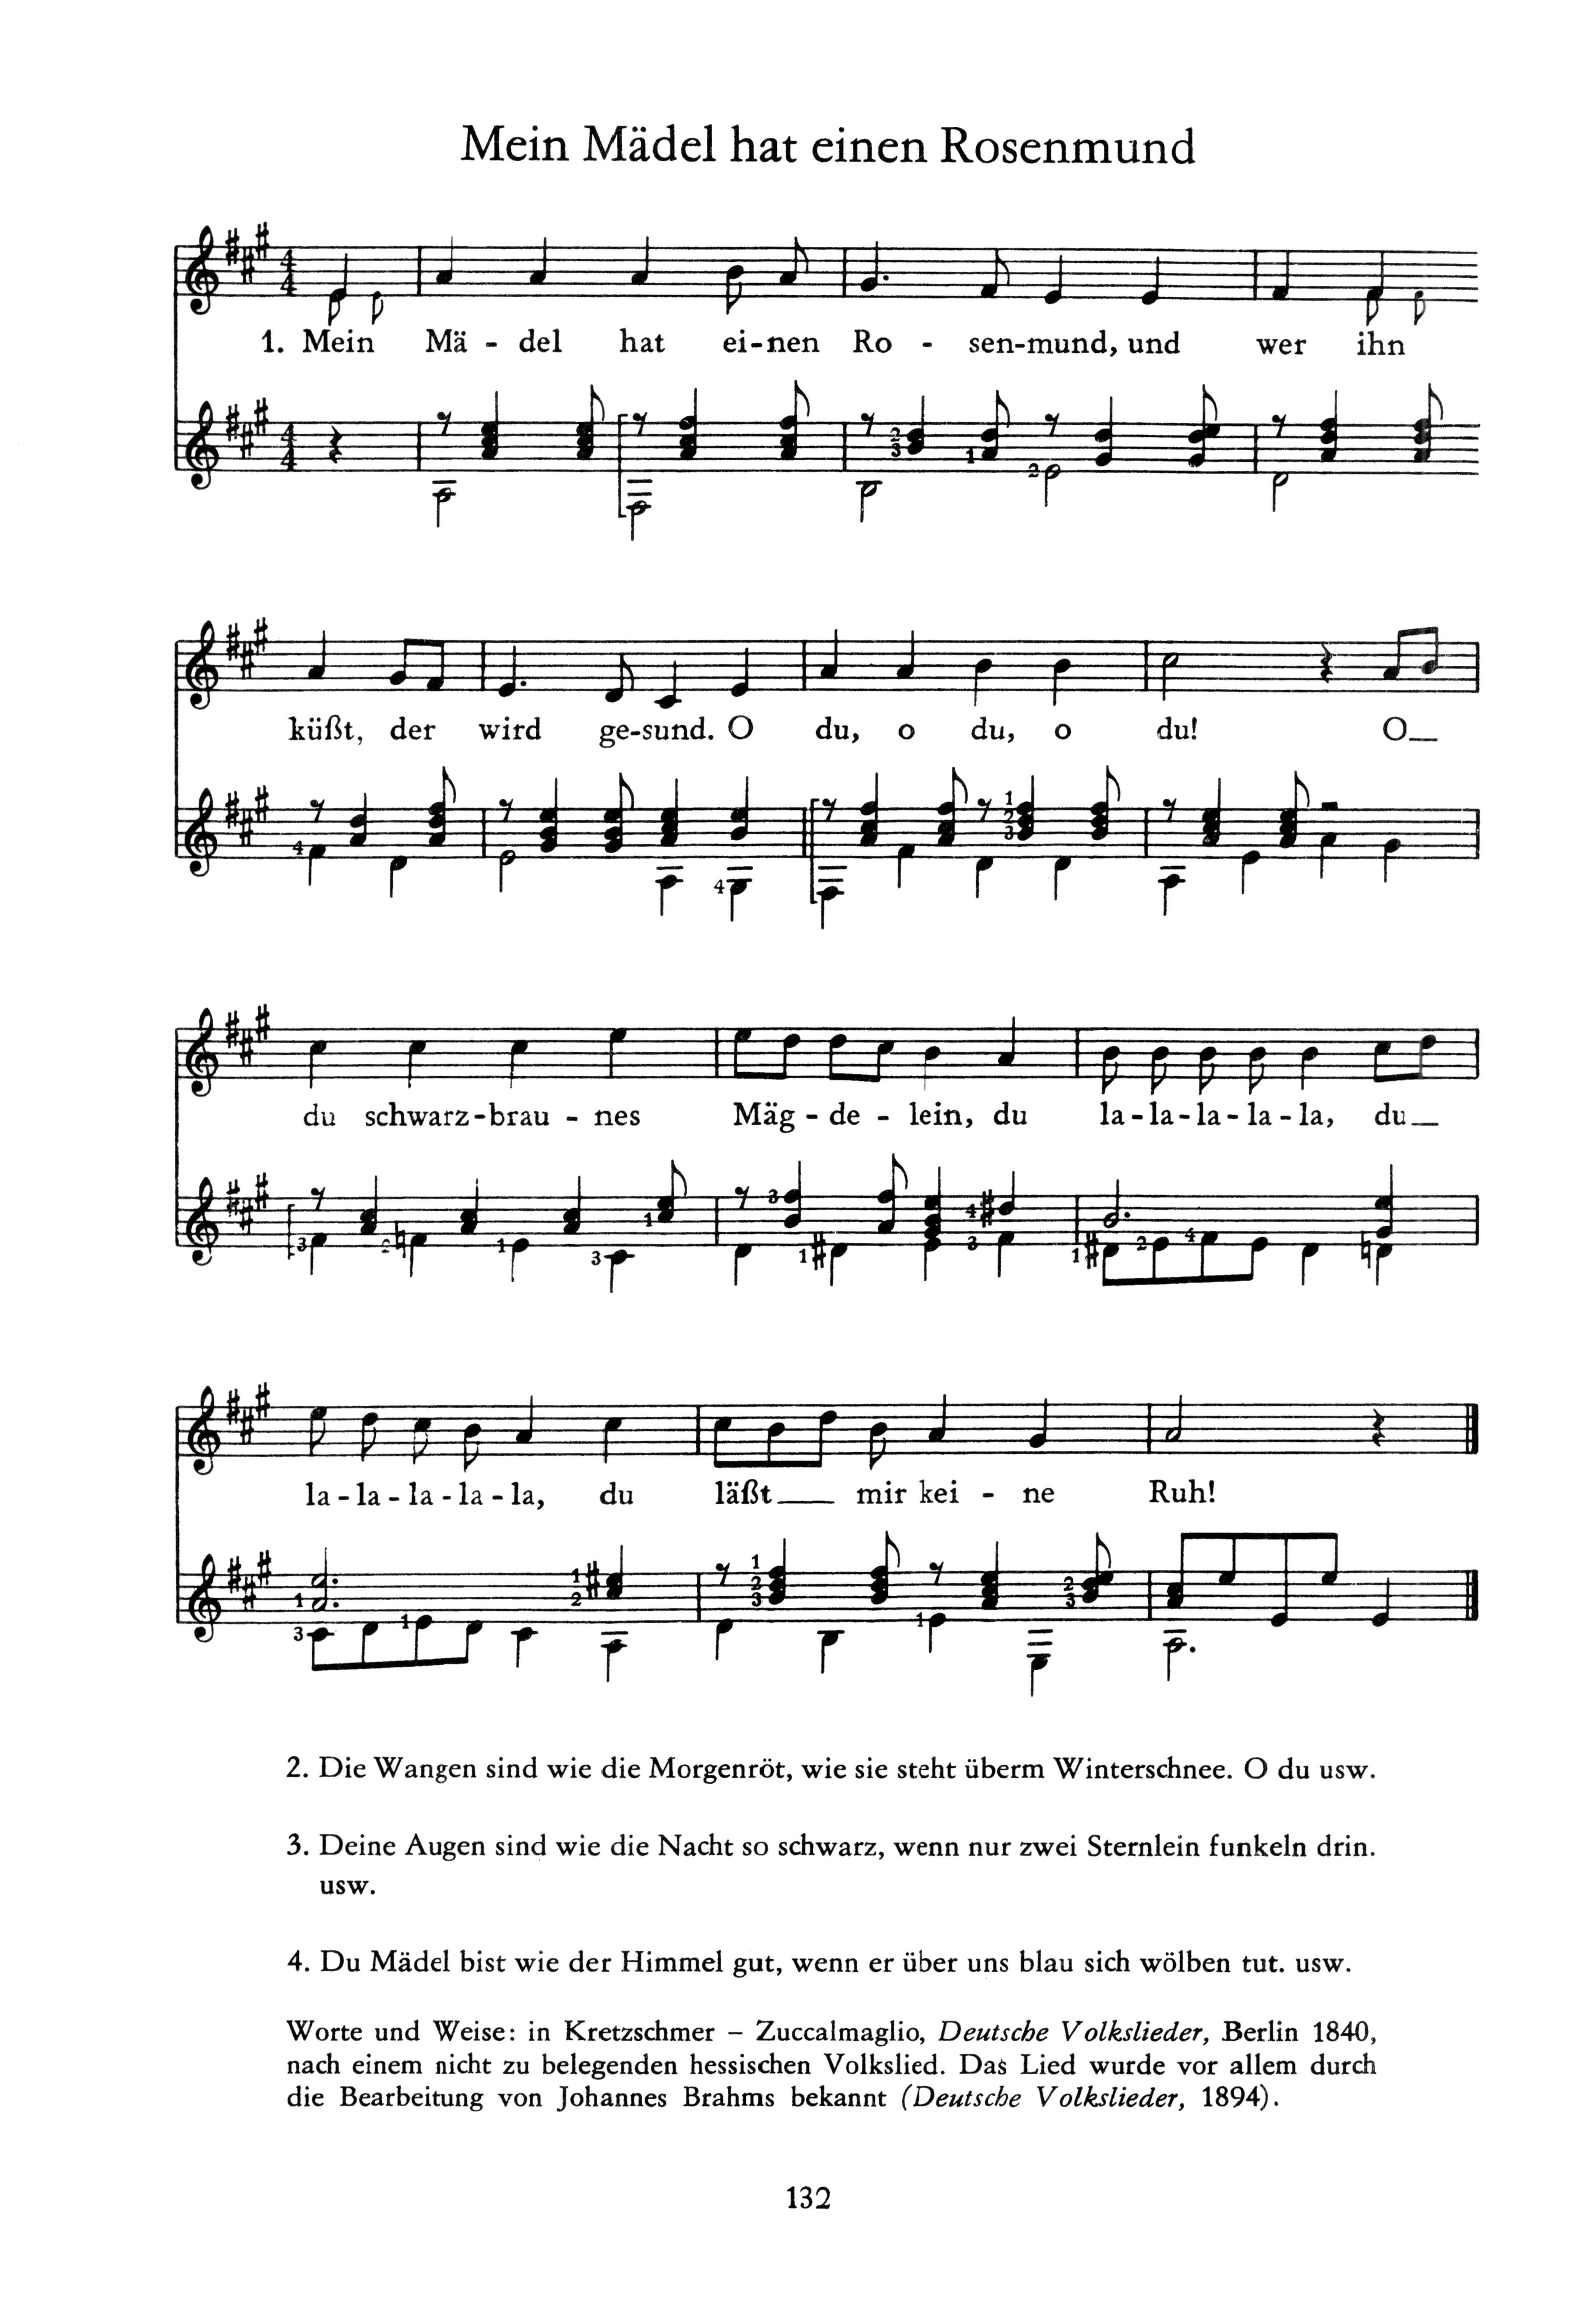 Mein Mädel hat einen Rosenmund
1. Mein Mä - del hat ei-nen Ro - sen-mund, und wer ihn
küßt, der wird ge-sund. O du, o du, o du! O
du schwarz-brau - nes Mäg - de - lein, du la-la-la-la-la, du
la-la-la-la-la, du läßt mir kei - ne Ruh!
2. Die Wangen sind wie die Morgenröt, wie sie steht überm Winterschnee. O du usw.
3. Deine Augen sind wie die Nacht so schwarz, wenn nur zwei Sternlein funkeln drin.
usw.
4. Du Mädel bist wie der Himmel gut, wenn er über uns blau sich wölben tut. usw.
Worte und Weise: in Kretzschmer – Zuccalmaglio, Deutsche Volkslieder, Berlin 1840,
nach einem nicht zu belegenden hessischen Volkslied. Das Lied wurde vor allem durch
die Bearbeitung von Johannes Brahms bekannt (Deutsche Volkslieder, 1894).
132